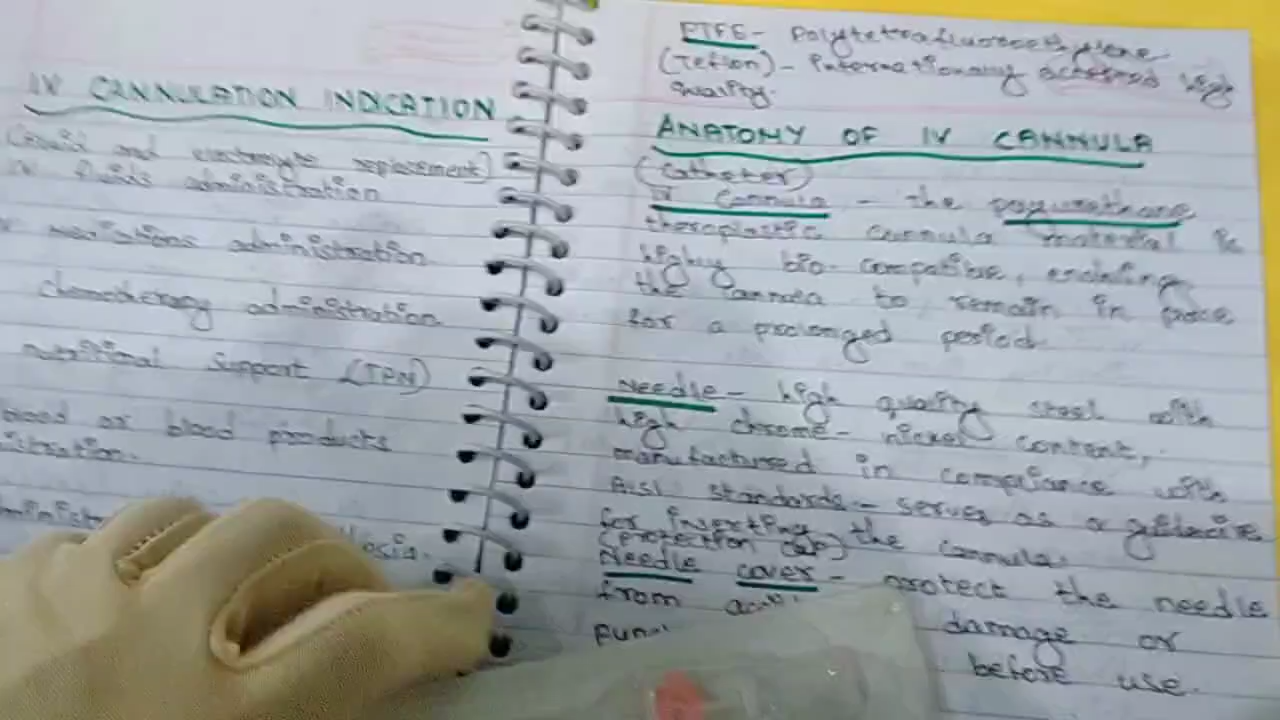 IV CANNULATION INDICATION
(fluid and electrolyte replacement)
IV fluids administration
administration
chemotherapy administration
nutritional support (TPN)
blood or blood products
PTFE- Polytetrafluoroethylene
(Teflon) - Internationally accepted high
quality.
ANATOMY OF IV CANNULA
(Catheter)
IV Cannula - The polyurethane
theroplastic cannula material is
highly bio-compatible, enabling
the cannula to remain in place
for a prolonged period.
Needle- high quality steel with
high chrome-nickel content,
manufactured in compliance with
A.S.I standards- serves as a guidewire
for inserting the cannula.
(protection cap)
Needle cover- protect the needle
from damage or
before use.